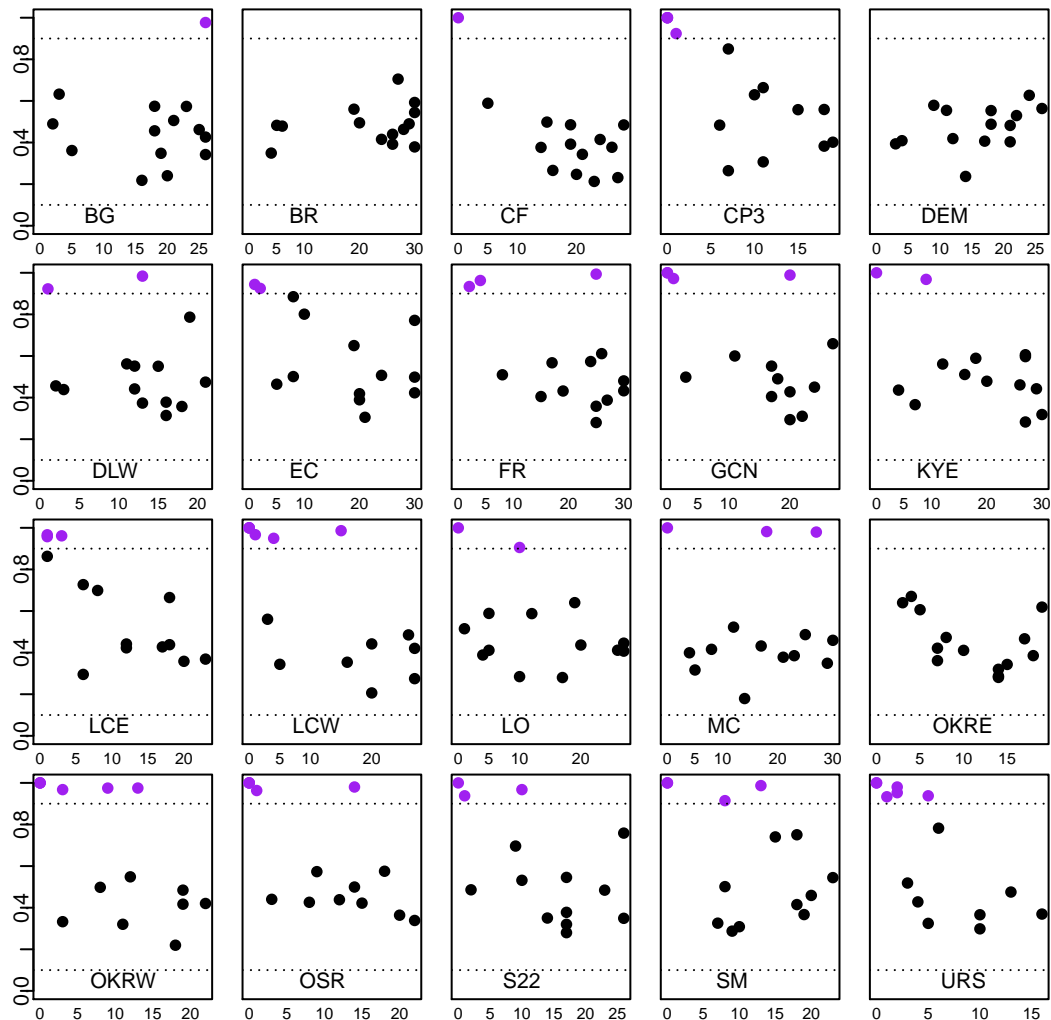 0.8
0.4
0.0
BG BR CF CP3 DEM
0 5 10 15 20 25 0 5 10 20 30 0 5 10 20 0 5 10 15 0 5 10 15 20 25
0.8
0.4
0.0
DLW EC FR GCN KYE
0 5 10 15 20 0 5 10 20 30 0 5 10 20 30 0 5 10 20 0 5 10 20 30
0.8
0.4
0.0
LCE LCW LO MC OKRE
0 5 10 15 20 0 5 10 20 0 5 10 15 20 25 0 5 10 20 30 0 5 10 15
0.8
0.4
0.0
OKRW OSR S22 SM URS
0 5 10 15 20 0 5 10 15 20 0 5 10 15 20 25 0 5 10 15 20 0 5 10 15